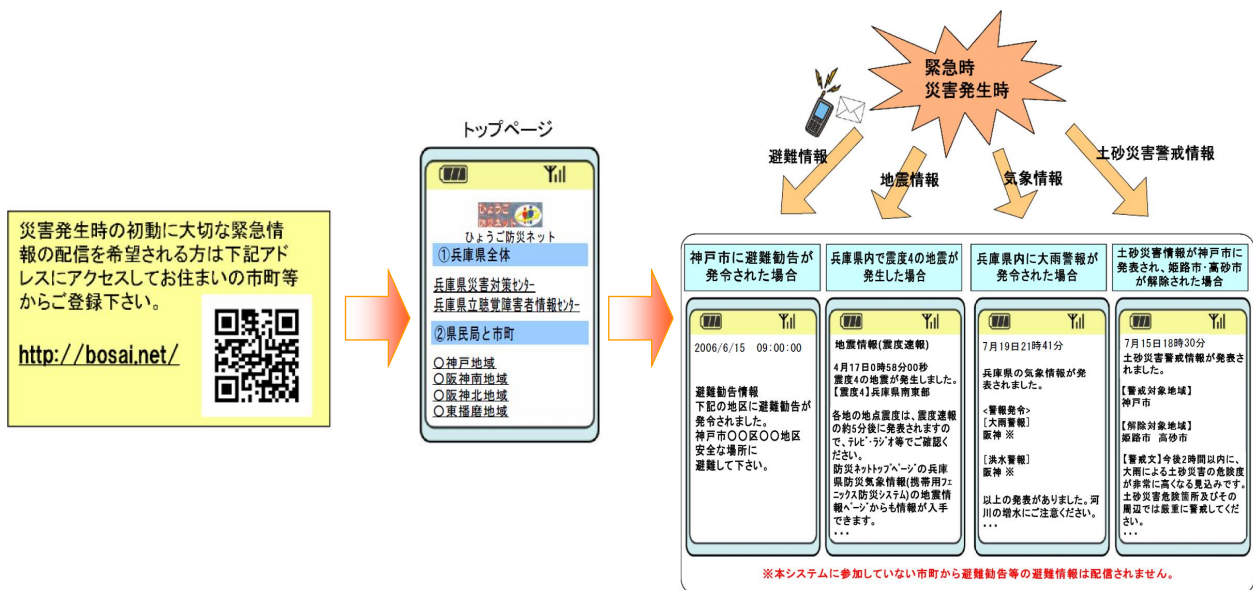 災害発生時の初動に大切な緊急情
報の配信を希望される方は下記アド
レスにアクセスしてお住まいの市町等
からご登録下さい。
http://bosai.net/
トップページ
ひょうご
防災ネット
ひょうご防災ネット
①兵庫県全体
兵庫県災害対策センター
兵庫県立聴覚障害者情報センター
②県民局と市町
○神戸地域
○阪神南地域
○阪神北地域
○東播磨地域
緊急時
災害発生時
避難情報
地震情報
気象情報
土砂災害警戒情報
神戸市に避難勧告が
発令された場合
2006/6/15 09:00:00
避難勧告情報
下記の地区に避難勧告が
発令されました。
神戸市○○区○○地区
安全な場所に
避難して下さい。
兵庫県内で震度4の地震が
発生した場合
地震情報(震度速報)
4月17日0時58分00秒
震度4の地震が発生しました。
【震度4】兵庫県南東部
各地の地点震度は、震度速報
の約5分後に発表されますの
で、テレビ・ラジオ等でご確認く
ださい。
防災ネットトップページの兵庫
県防災気象情報(携帯用フェ
ニックス防災システム)の地震情
報ページからも情報が入手
できます。
・・・
兵庫県内に大雨警報が
発令された場合
7月19日21時41分
兵庫県の気象情報が発
表されました。
<警報発令>
[大雨警報]
阪神 ※
[洪水警報]
阪神 ※
以上の発表がありました。河
川の増水にご注意ください。
・・・
土砂災害情報が神戸市に
発表され、姫路市・高砂市
が解除された場合
7月15日18時30分
土砂災害警戒情報が発表さ
れました。
【警戒対象地域】
神戸市
【解除対象地域】
姫路市 高砂市
【警戒文】今後2時間以内に、
大雨による土砂災害の危険度
が非常に高くなる見込みです。
土砂災害危険箇所及びその
周辺では厳重に警戒してくだ
さい。
・・・
※本システムに参加していない市町から避難勧告等の避難情報は配信されません。